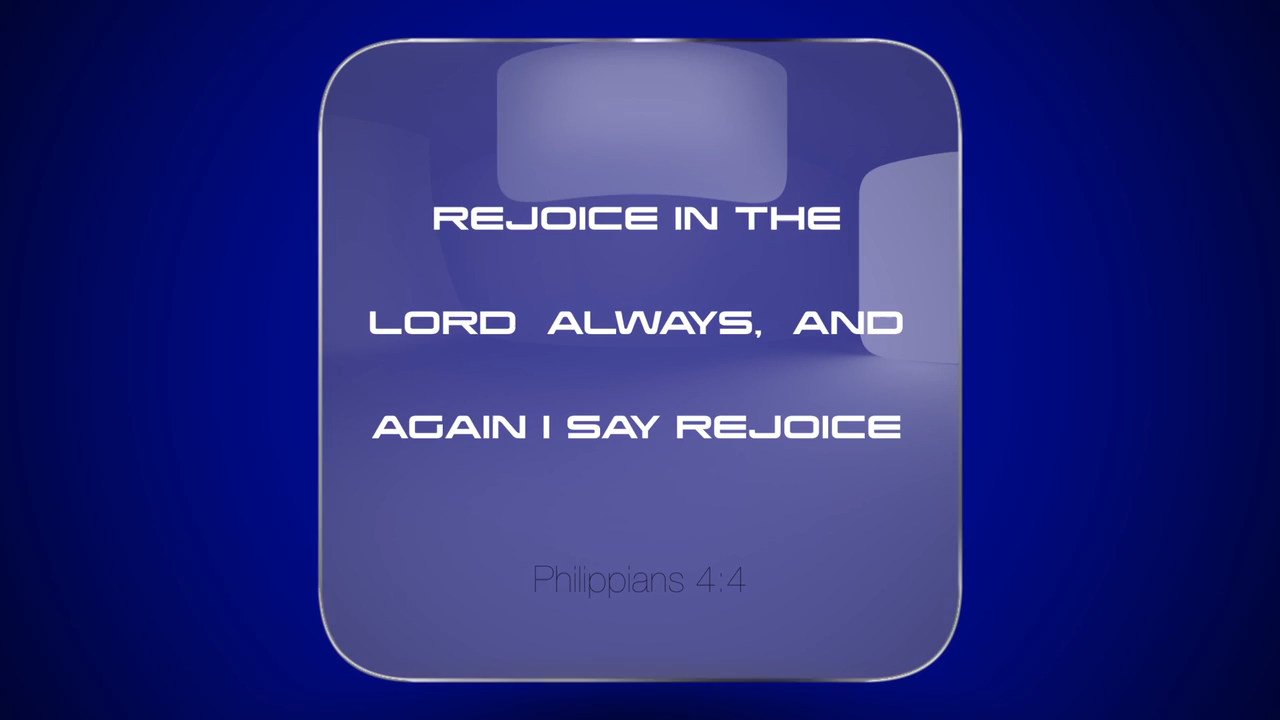 REJOICE IN THE
LORD ALWAYS, AND
AGAIN I SAY REJOICE
Philippians 4:4